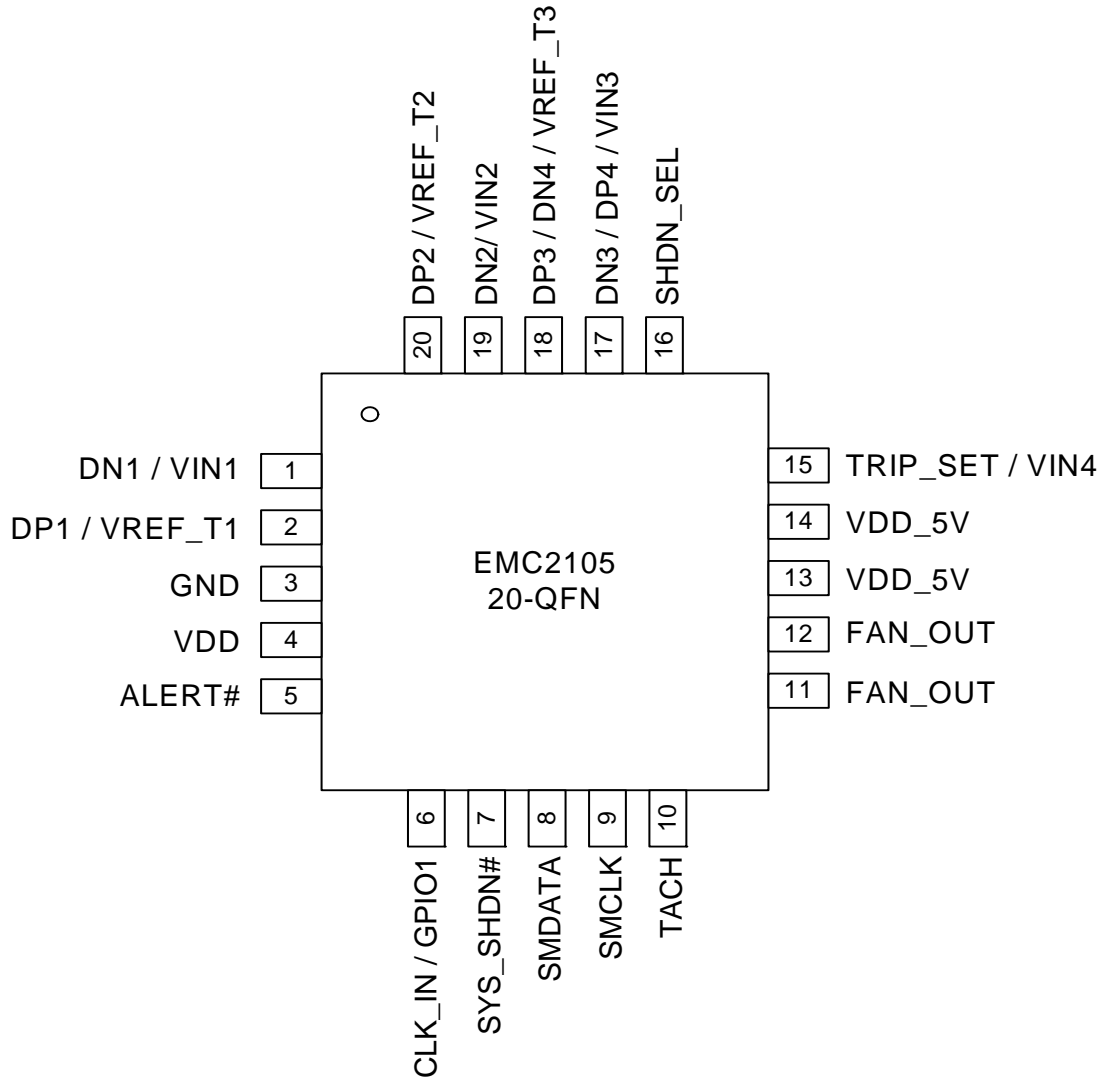 DP2 / VREF_T2
DN2/ VIN2
DP3 / DN4 / VREF_T3
DN3 / DP4 / VIN3
SHDN_SEL
20
19
18
17
16
DN1 / VIN1
1
DP1 / VREF_T1
2
GND
3
VDD
4
ALERT#
5
EMC2105
20-QFN
15
TRIP_SET / VIN4
14
VDD_5V
13
VDD_5V
12
FAN_OUT
11
FAN_OUT
6
7
8
9
10
CLK_IN / GPIO1
SYS_SHDN#
SMDATA
SMCLK
TACH